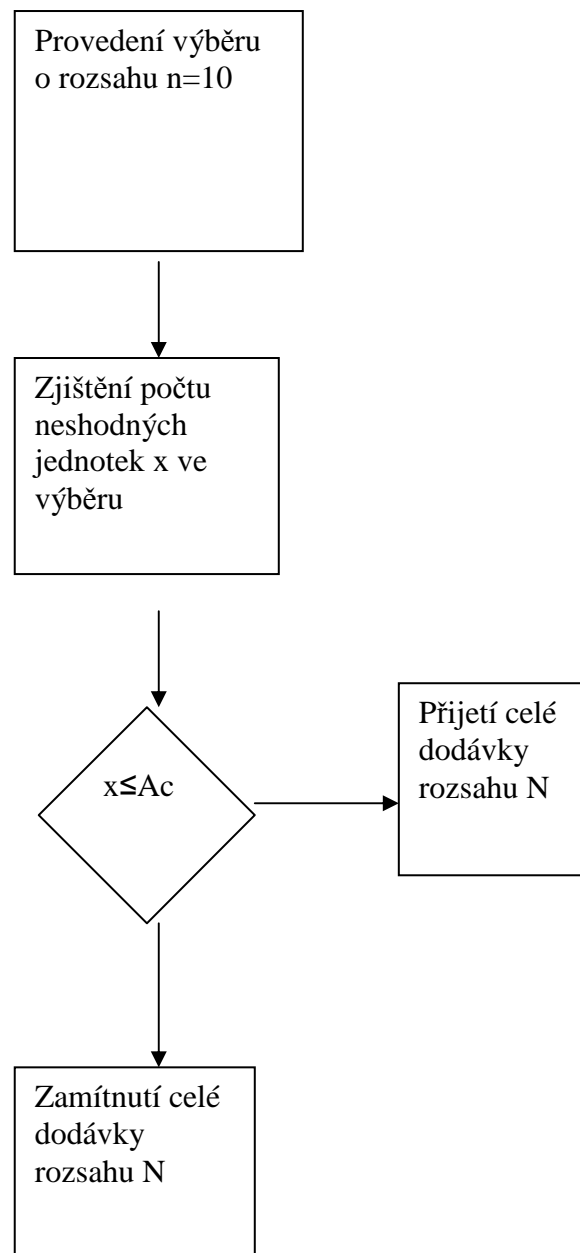 Provedení výběru
o rozsahu n=10
Zjištění počtu
neshodných
jednotek x ve
výběru
x≤Ac
Přijetí celé
dodávky
rozsahu N
Zamítnutí celé
dodávky
rozsahu N